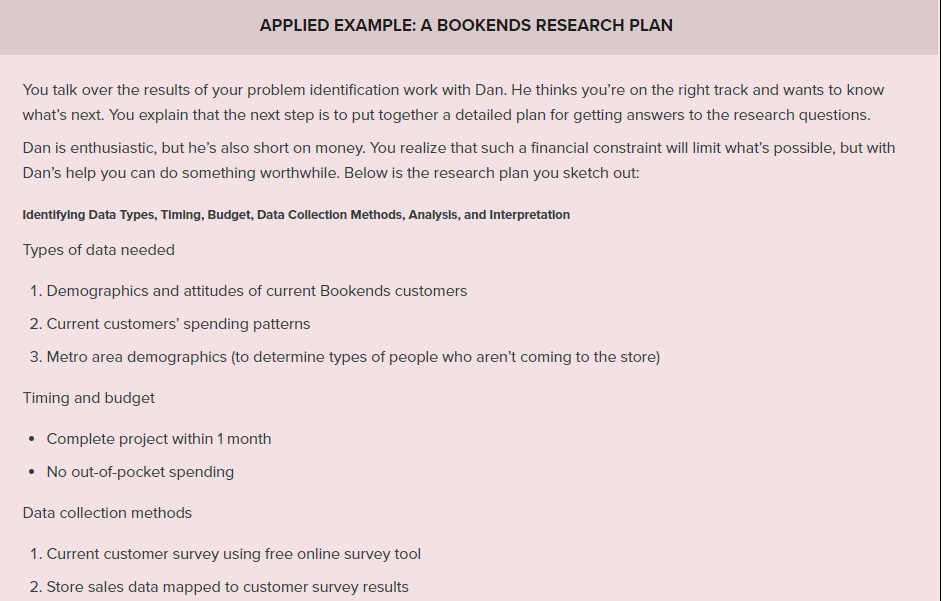 APPLIED EXAMPLE: A BOOKENDS RESEARCH PLAN
You talk over the results of your problem identification work with Dan. He thinks you’re on the right track and wants to know
what’s next. You explain that the next step is to put together a detailed plan for getting answers to the research questions.
Dan is enthusiastic, but he’s also short on money. You realize that such a financial constraint will limit what’s possible, but with
Dan’s help you can do something worthwhile. Below is the research plan you sketch out:
Identifying Data Types, Timing, Budget, Data Collection Methods, Analysis, and Interpretation
Types of data needed
1. Demographics and attitudes of current Bookends customers
2. Current customers’ spending patterns
3. Metro area demographics (to determine types of people who aren’t coming to the store)
Timing and budget
• Complete project within 1 month
• No out-of-pocket spending
Data collection methods
1. Current customer survey using free online survey tool
2. Store sales data mapped to customer survey results